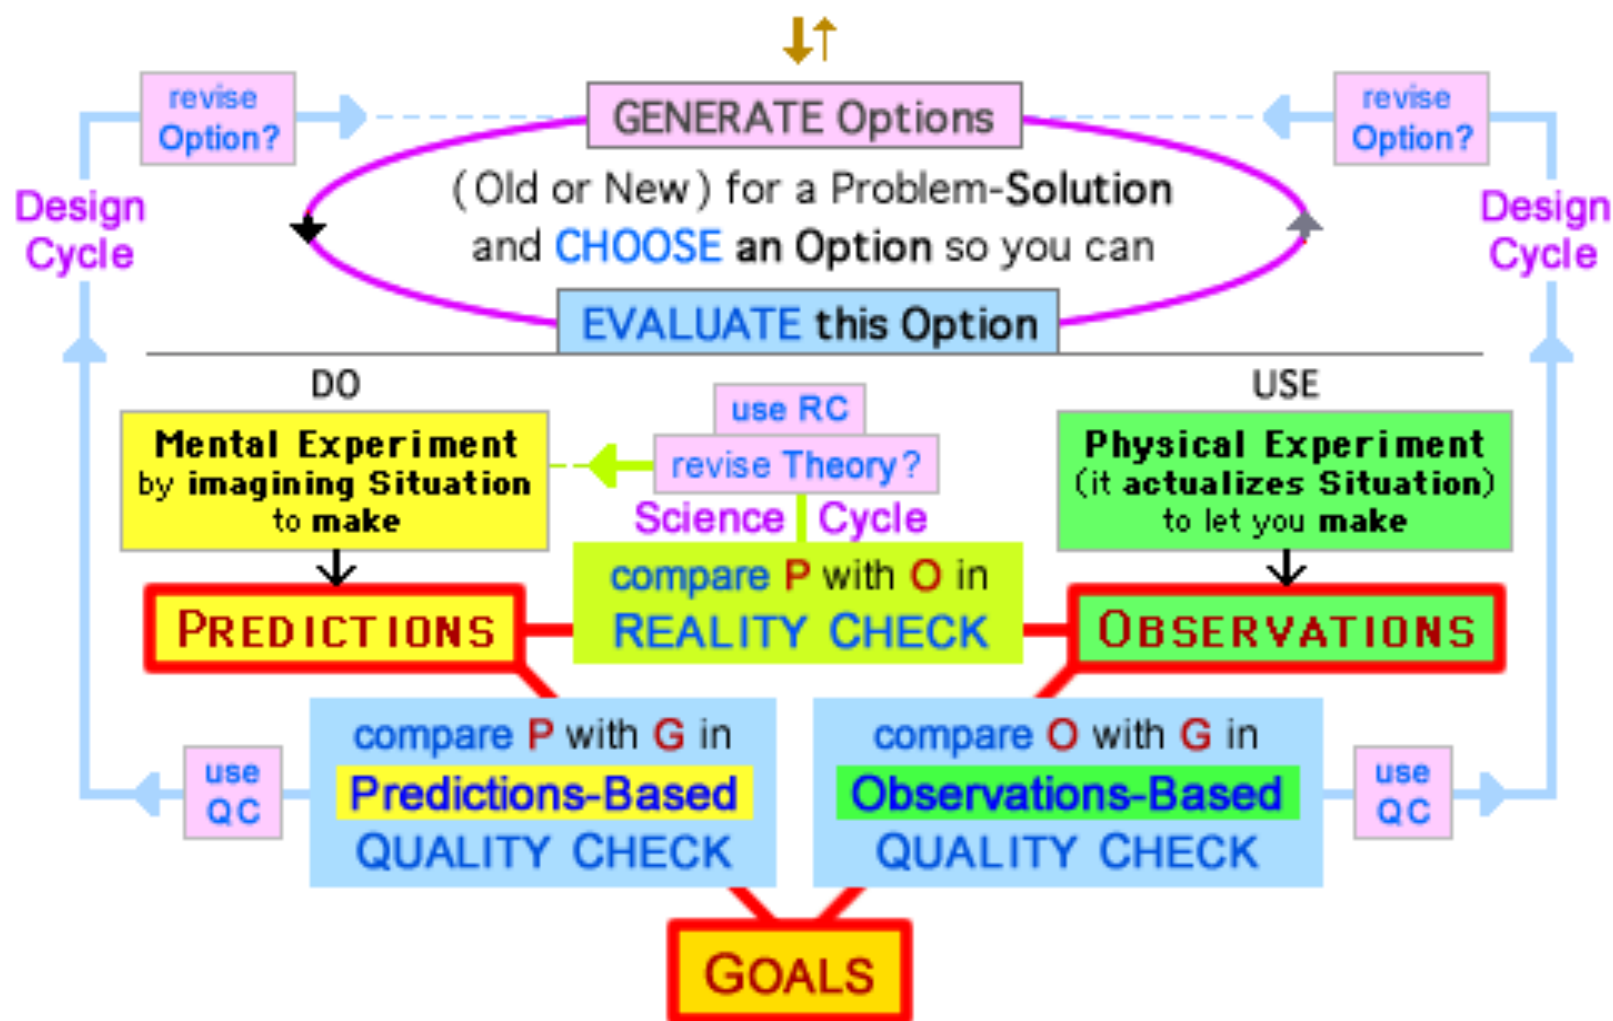 revise
Option?
GENERATE Options
revise
Option?
(Old or New) for a Problem-Solution
and CHOOSE an Option so you can
Design
Cycle
Design
Cycle
EVALUATE this Option
DO
USE
Mental Experiment
by imagining Situation
to make
use RC
revise Theory?
Science Cycle
Physical Experiment
(it actualizes Situation)
to let you make
PREDICTIONS
compare P with O in
REALITY CHECK
OBSERVATIONS
use
QC
compare P with G in
Predictions-Based
QUALITY CHECK
compare O with G in
Observations-Based
QUALITY CHECK
use
QC
GOALS